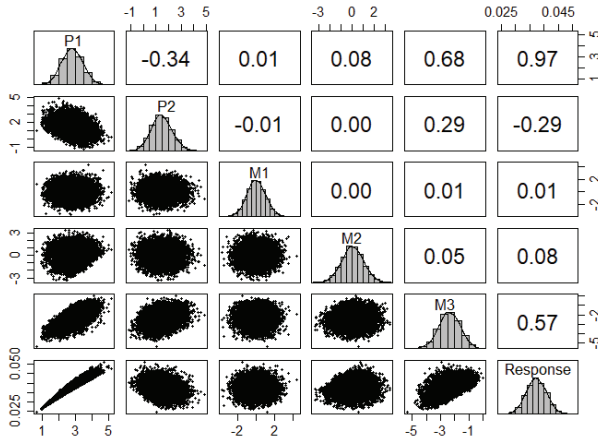 -1 1 3 5 -3 -1 0 2 0.025 0.045
P1 -0.34 0.01 0.08 0.68 0.97 1 3 5
-1 2 5 P2 -0.01 0.00 0.29 -0.29
M1 0.00 0.01 0.01 -2 2
-3 0 3 M2 0.05 0.08
M3 0.57 -5 -2
0.025 0.050 Response
1 3 5 -2 2 -5 -3 -1